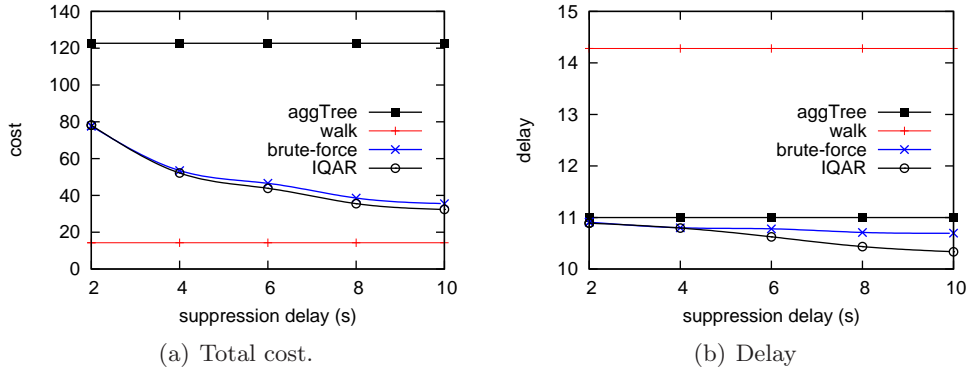 140
120
100
80
60
40
20
0
cost
aggTree
walk
brute-force
IQAR
2 4 6 8 10
suppression delay (s)
(a) Total cost.
15
14
13
12
11
10
delay
aggTree
walk
brute-force
IQAR
2 4 6 8 10
suppression delay (s)
(b) Delay